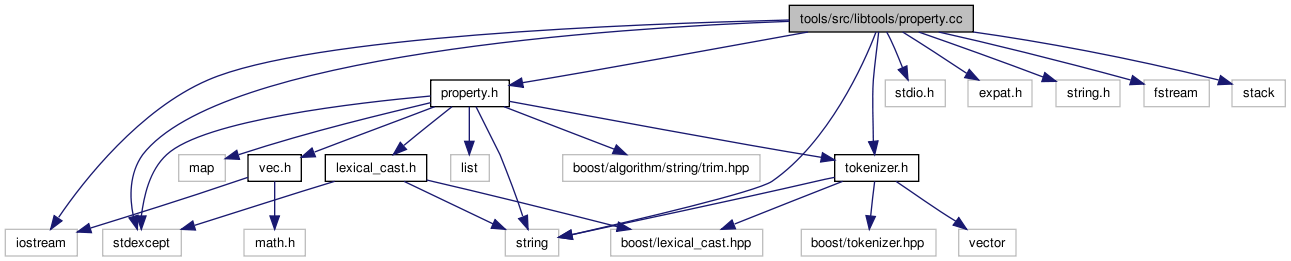 tools/src/libtools/property.cc
property.h
stdio.h
expat.h
string.h
fstream
stack
map
vec.h
lexical_cast.h
list
boost/algorithm/string/trim.hpp
tokenizer.h
iostream
stdexcept
math.h
string
boost/lexical_cast.hpp
boost/tokenizer.hpp
vector